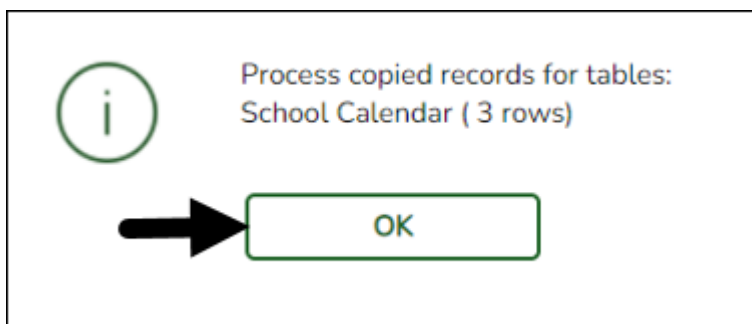 Process copied records for tables:
School Calendar ( 3 rows)
OK